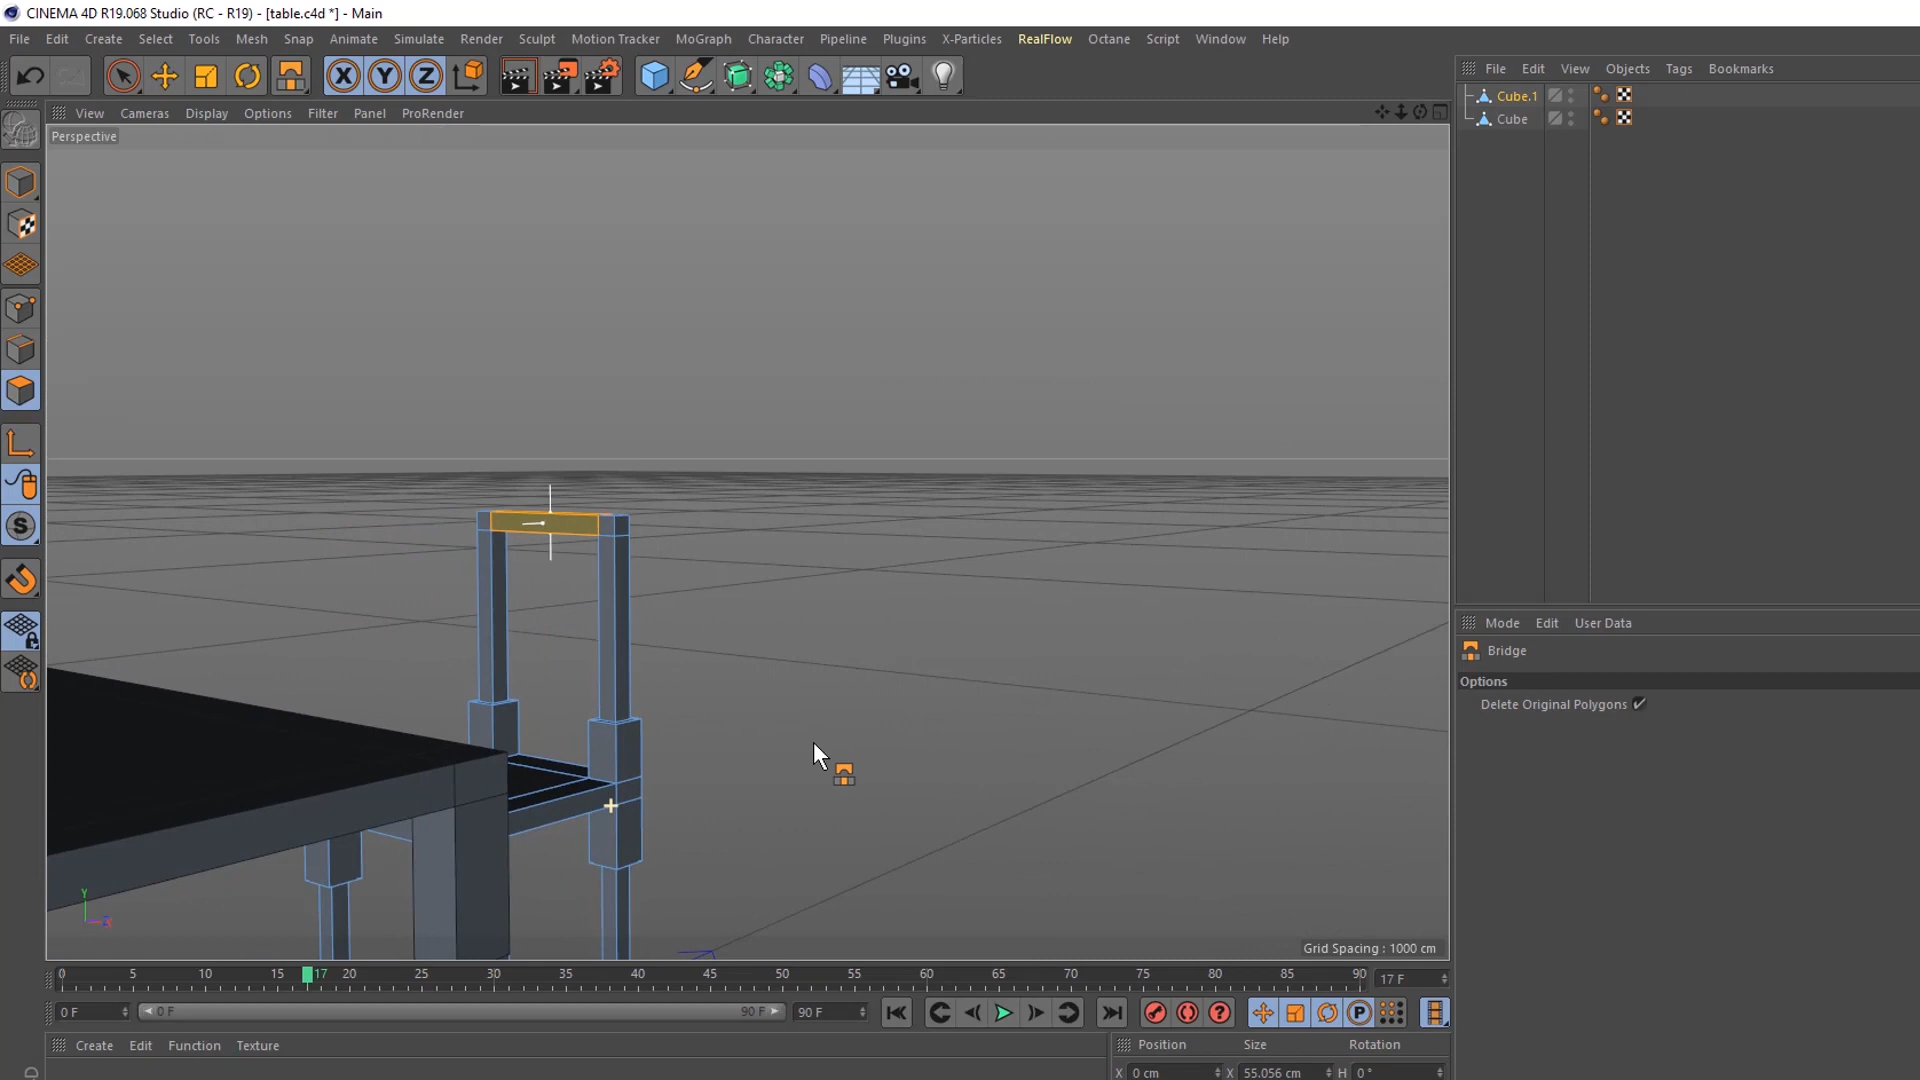 CINEMA 4D R19.068 Studio (RC - R19) - [table.c4d *] - Main
File Edit Create Select Tools Mesh Snap Animate Simulate Render Sculpt Motion Tracker MoGraph Character Pipeline Plugins X-Particles RealFlow Octane Script Window Help
X Y Z
File Edit View Objects Tags Bookmarks
Cube.1
Cube
View Cameras Display Options Filter Panel ProRender
Perspective
S
Mode Edit User Data
Bridge
Options
Delete Original Polygons
Y
Grid Spacing : 1000 cm
0 5 10 15 17 20 25 30 35 40 45 50 55 60 65 70 75 80 85 90
17 F
0 F 0 F 90 F 90 F
? P
Create Edit Function Texture
Position Size Rotation
X 0 cm X 55.056 cm H 0 °